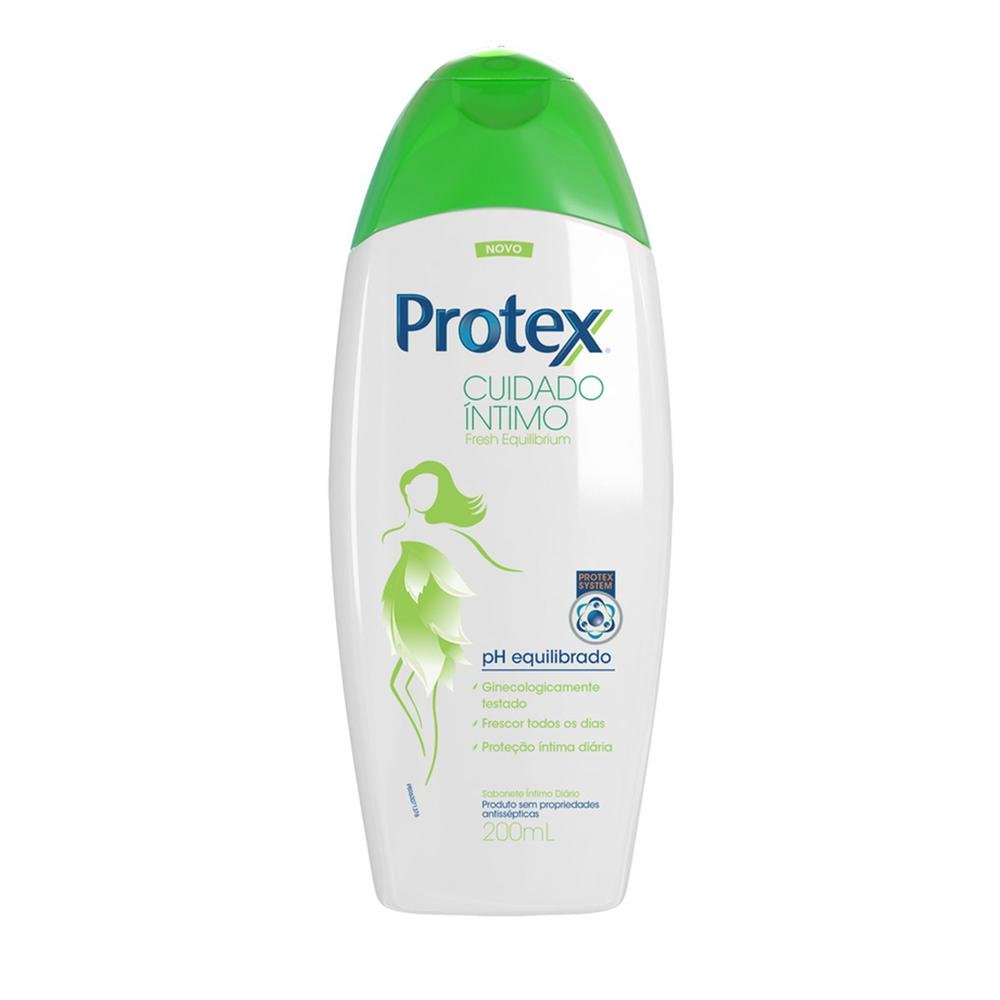 NOVO
Protex
CUIDADO
ÍNTIMO
Fresh Equilibrium
PROTEX
SYSTEM
pH equilibrado
Ginecologicamente
testado
Frescor todos os dias
Proteção íntima diária
Sabonete Íntimo Diário
Produto sem propriedades
antissépticas
200mL